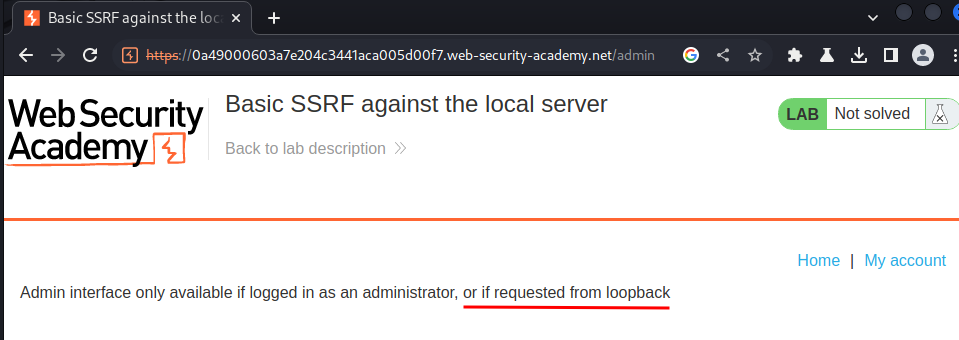 Basic SSRF against the loca
https://0a49000603a7e204c3441aca005d00f7.web-security-academy.net/admin
Web Security
Academy
Basic SSRF against the local server
Back to lab description
LAB Not solved
Home | My account
Admin interface only available if logged in as an administrator, or if requested from loopback